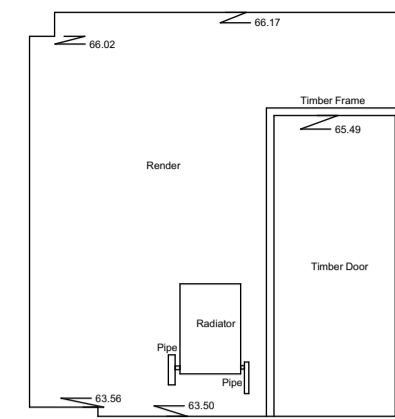 66.17
66.02
Timber Frame
65.49
Render
Timber Door
Radiator
Pipe
Pipe
63.56
63.50